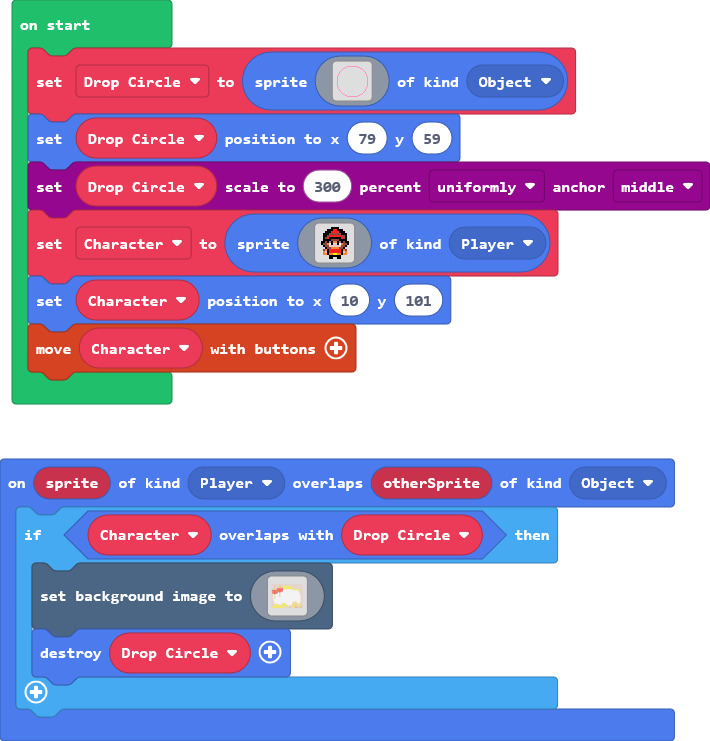 on start
set Drop Circle to sprite of kind Object
set Drop Circle position to x 79 y 59
set Drop Circle scale to 300 percent uniformly anchor middle
set Character to sprite of kind Player
set Character position to x 10 y 101
move Character with buttons
on sprite of kind Player overlaps otherSprite of kind Object
if Character overlaps with Drop Circle then
set background image to
destroy Drop Circle